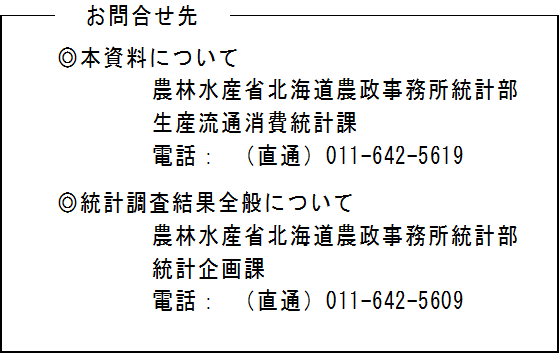 お問合せ先
◎本資料について
農林水産省北海道農政事務所統計部
生産流通消費統計課
電話：　（直通）011-642-5619
◎統計調査結果全般について
農林水産省北海道農政事務所統計部
統計企画課
電話：　（直通）011-642-5609